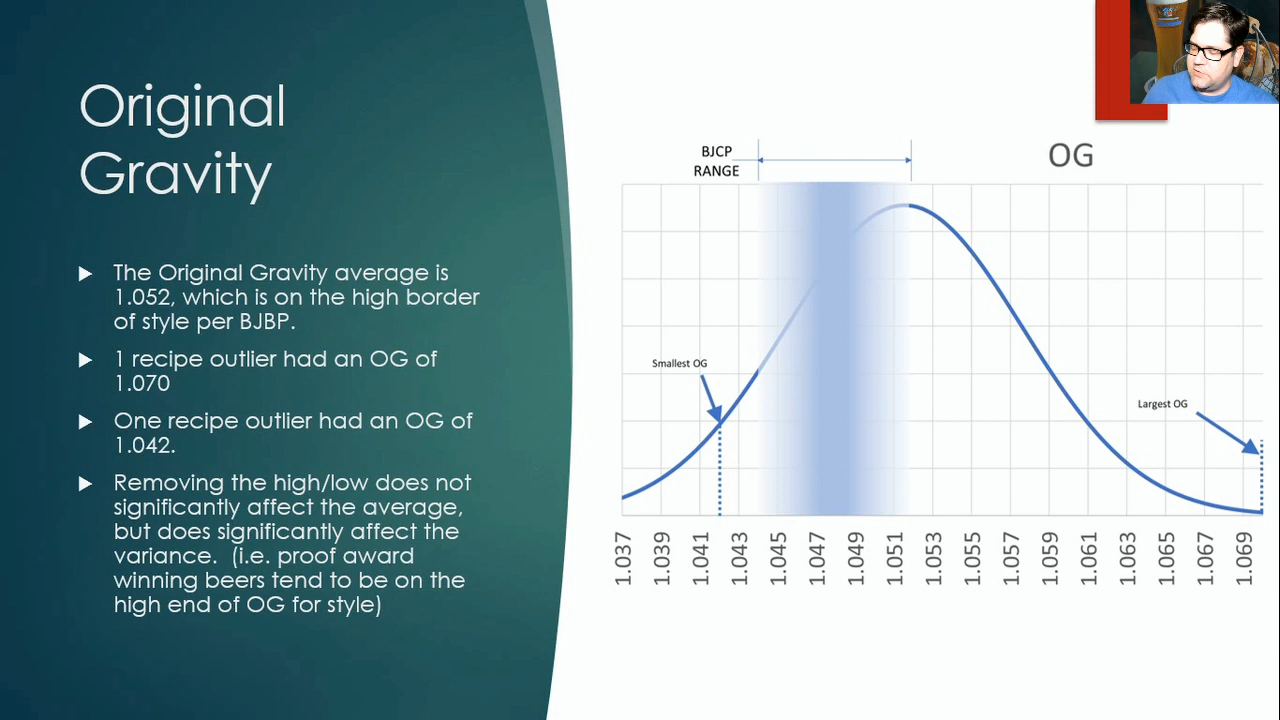 Original
Gravity
▶ The Original Gravity average is
1.052, which is on the high border
of style per BJBP.
▶ 1 recipe outlier had an OG of
1.070
▶ One recipe outlier had an OG of
1.042.
▶ Removing the high/low does not
significantly affect the average,
but does significantly affect the
variance.  (i.e. proof award
winning beers tend to be on the
high end of OG for style)
BJCP
RANGE
OG
Smallest OG
Largest OG
1.037
1.039
1.041
1.043
1.045
1.047
1.049
1.051
1.053
1.055
1.057
1.059
1.061
1.063
1.065
1.067
1.069